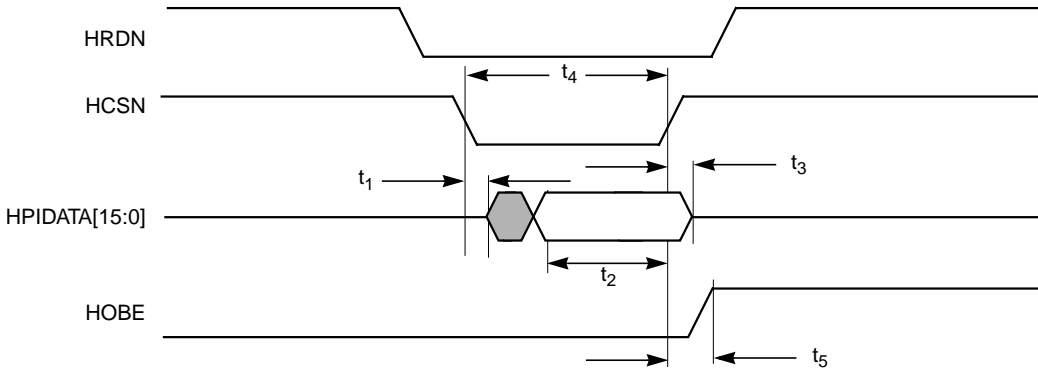 HRDN
t4
HCSN
t1
t3
HPIDATA[15:0]
t2
HOBE
t5